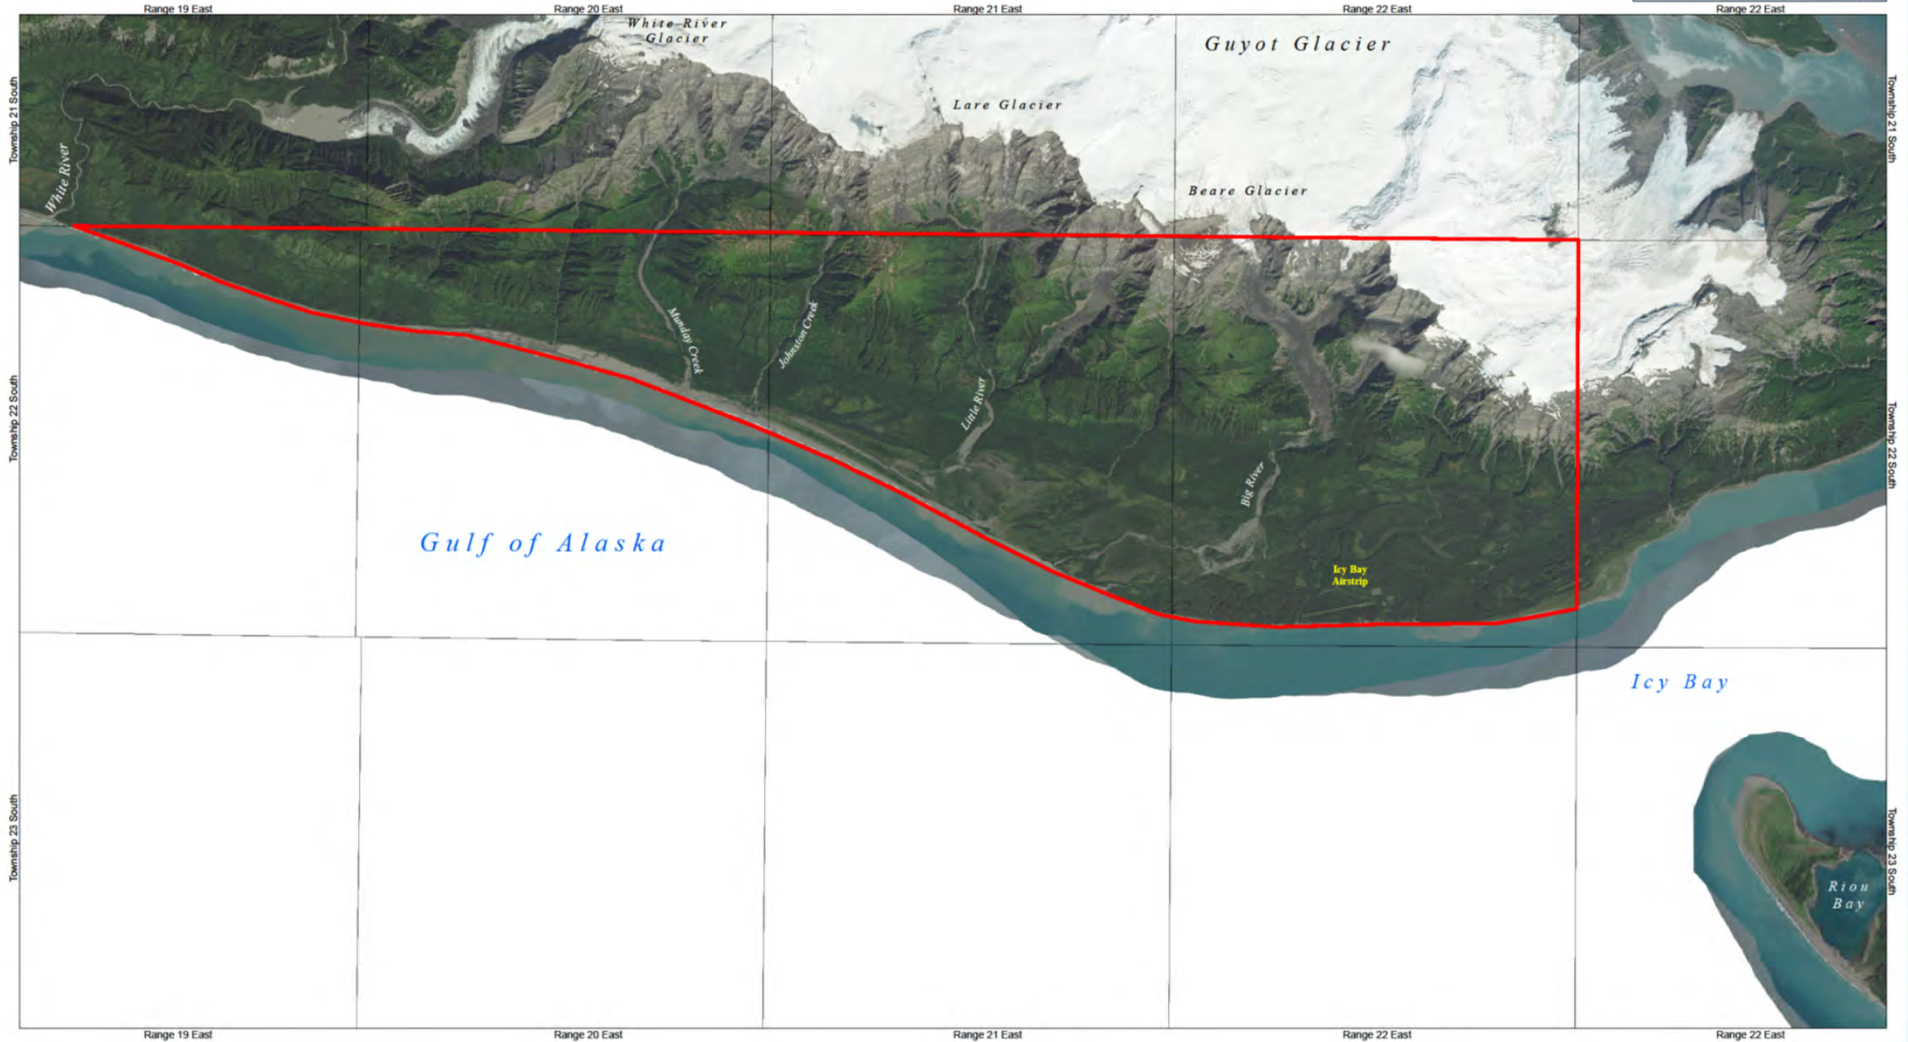 Range 19 East
Range 20 East
Range 21 East
Range 22 East
Range 22 East
White River
Glacier
Guyot Glacier
Lare Glacier
Beare Glacier
Township 21 South
Township 21 South
White River
Munday Creek
Johnston Creek
Little River
Big River
Township 22 South
Township 22 South
Gulf of Alaska
Icy Bay
Airstrip
Icy Bay
Township 23 South
Township 23 South
Riou
Bay
Range 19 East
Range 20 East
Range 21 East
Range 22 East
Range 22 East